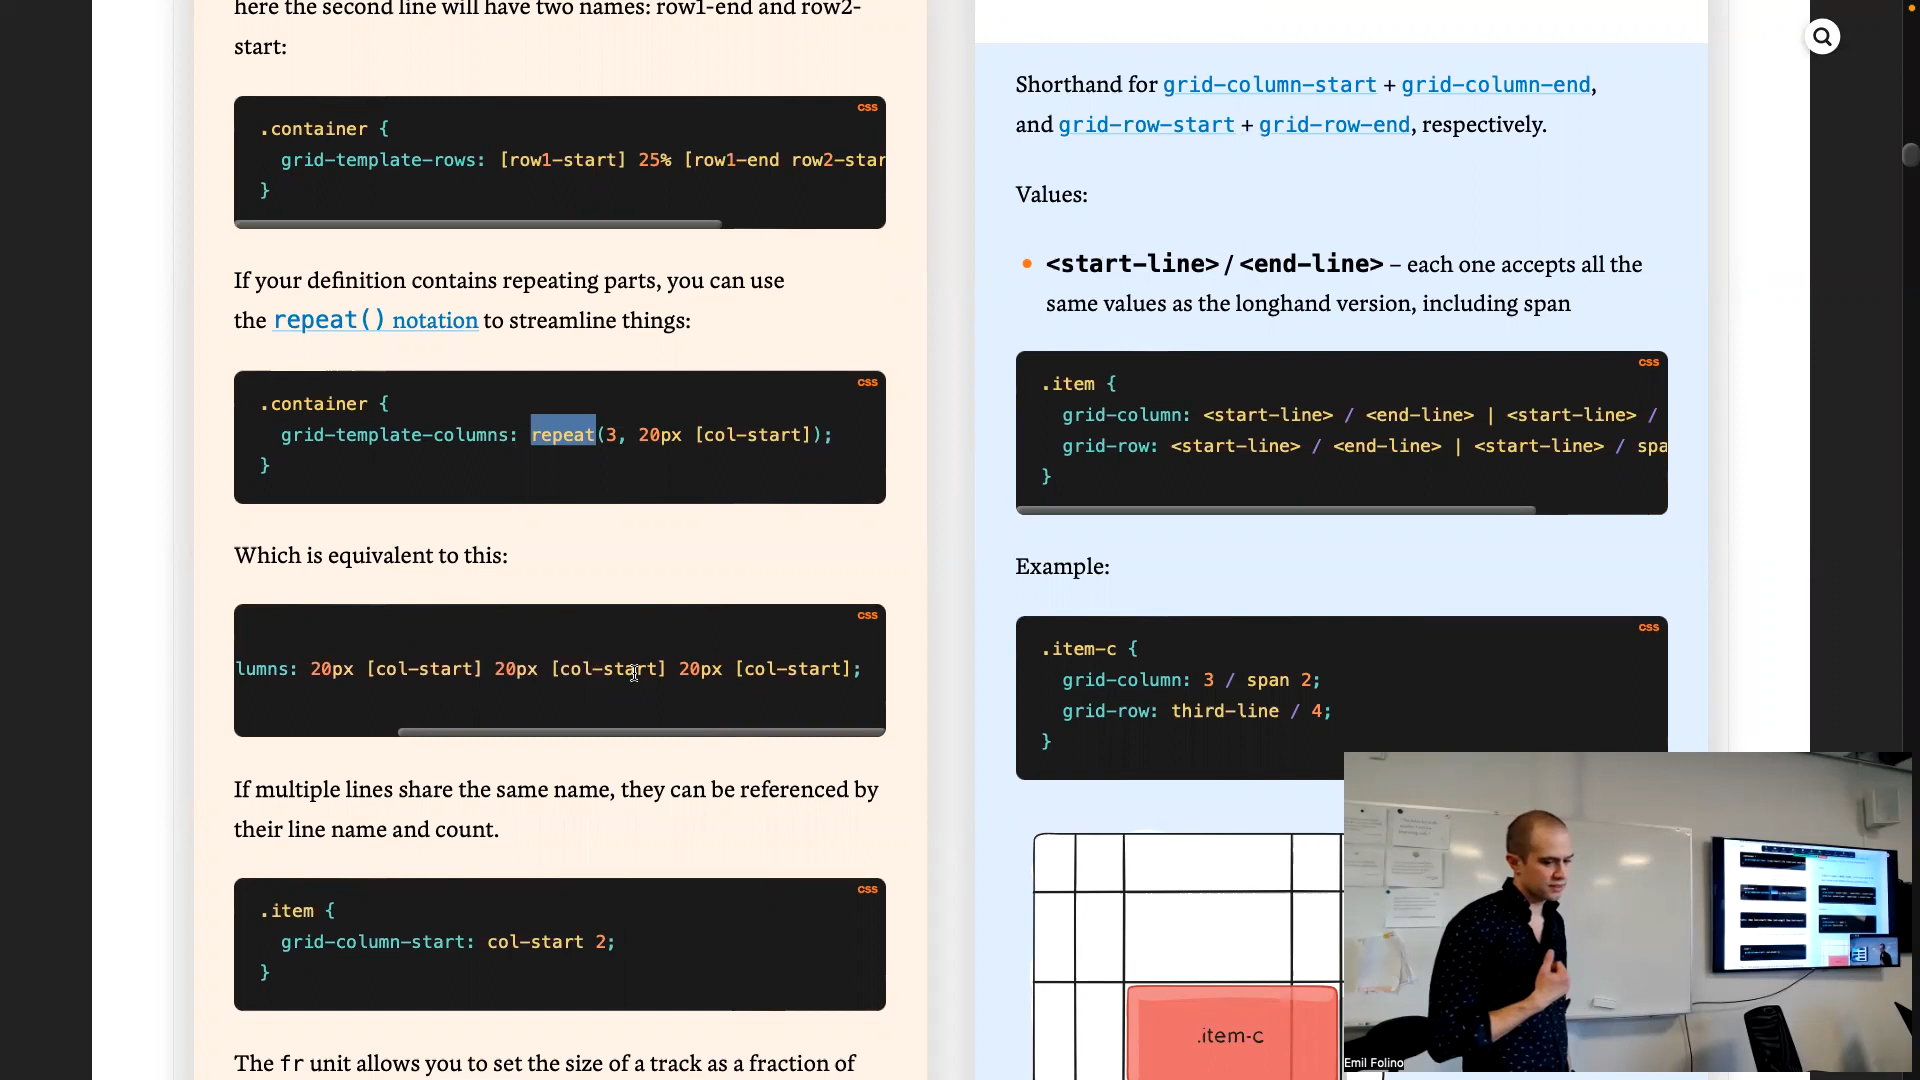 here the second line will have two names: row1-end and row2-
start:
css
.container {
grid-template-rows: [row1-start] 25% [row1-end row2-star
}
If your definition contains repeating parts, you can use
the repeat() notation to streamline things:
css
.container {
grid-template-columns: repeat(3, 20px [col-start]);
}
Which is equivalent to this:
css
lumns: 20px [col-start] 20px [col-start] 20px [col-start];
If multiple lines share the same name, they can be referenced by
their line name and count.
css
.item {
grid-column-start: col-start 2;
}
The fr unit allows you to set the size of a track as a fraction of
Shorthand for grid-column-start + grid-column-end,
and grid-row-start + grid-row-end, respectively.
Values:
<start-line> / <end-line> – each one accepts all the
same values as the longhand version, including span
css
.item {
grid-column: <start-line> / <end-line> | <start-line> /
grid-row: <start-line> / <end-line> | <start-line> / spa
}
Example:
css
.item-c {
grid-column: 3 / span 2;
grid-row: third-line / 4;
}
.item-c
Emil Folino